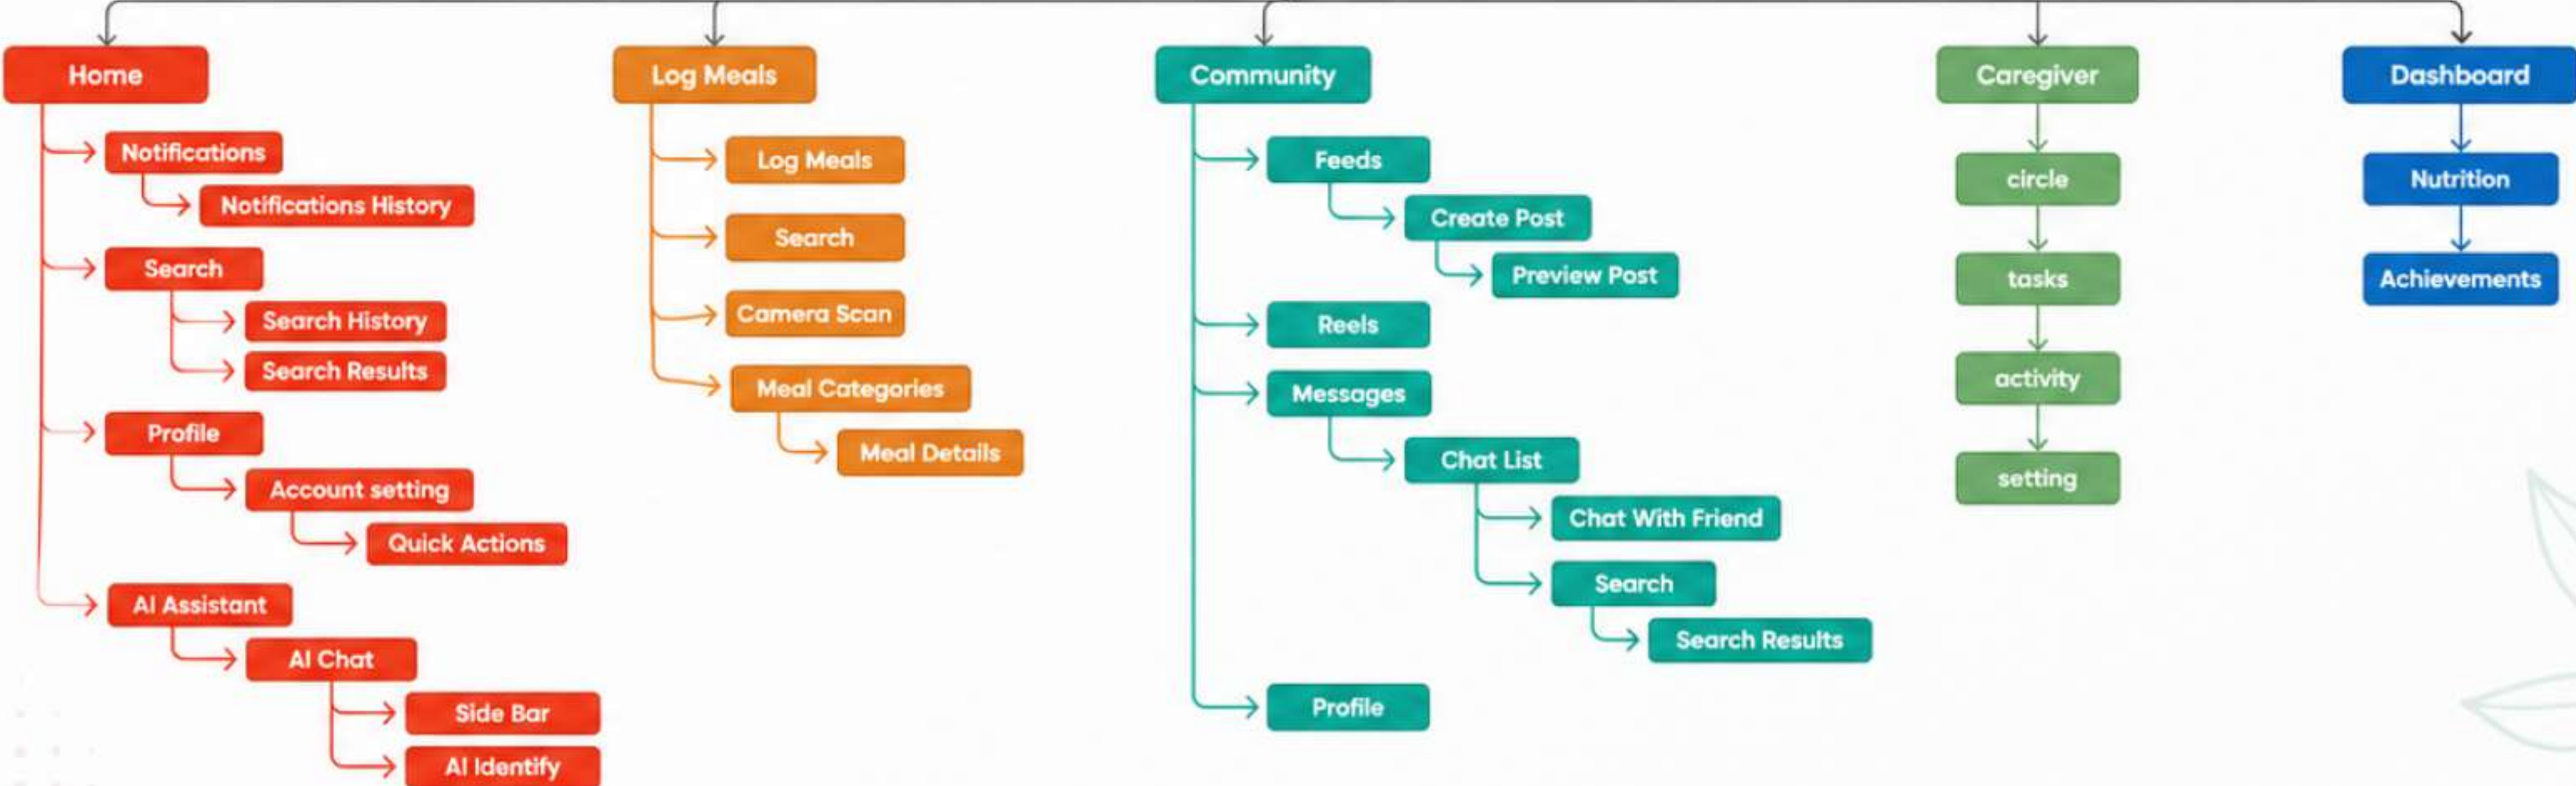 Home
Notifications
Notifications History
Search
Search History
Search Results
Profile
Account setting
Quick Actions
AI Assistant
AI Chat
Side Bar
AI Identify
Log Meals
Log Meals
Search
Camera Scan
Meal Categories
Meal Details
Community
Feeds
Create Post
Preview Post
Reels
Messages
Chat List
Chat With Friend
Search
Search Results
Profile
Caregiver
circle
tasks
activity
setting
Dashboard
Nutrition
Achievements